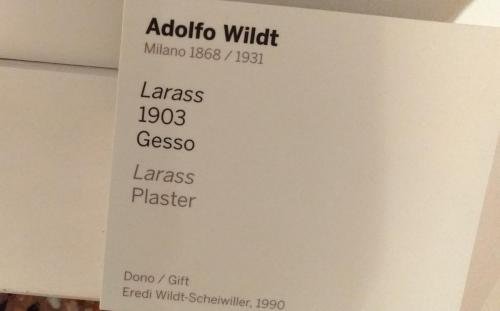 Adolfo Wildt
Milano 1868 / 1931
Larass
1903
Gesso
Larass
Plaster
Dono / Gift
Eredi Wildt-Scheiwiller, 1990